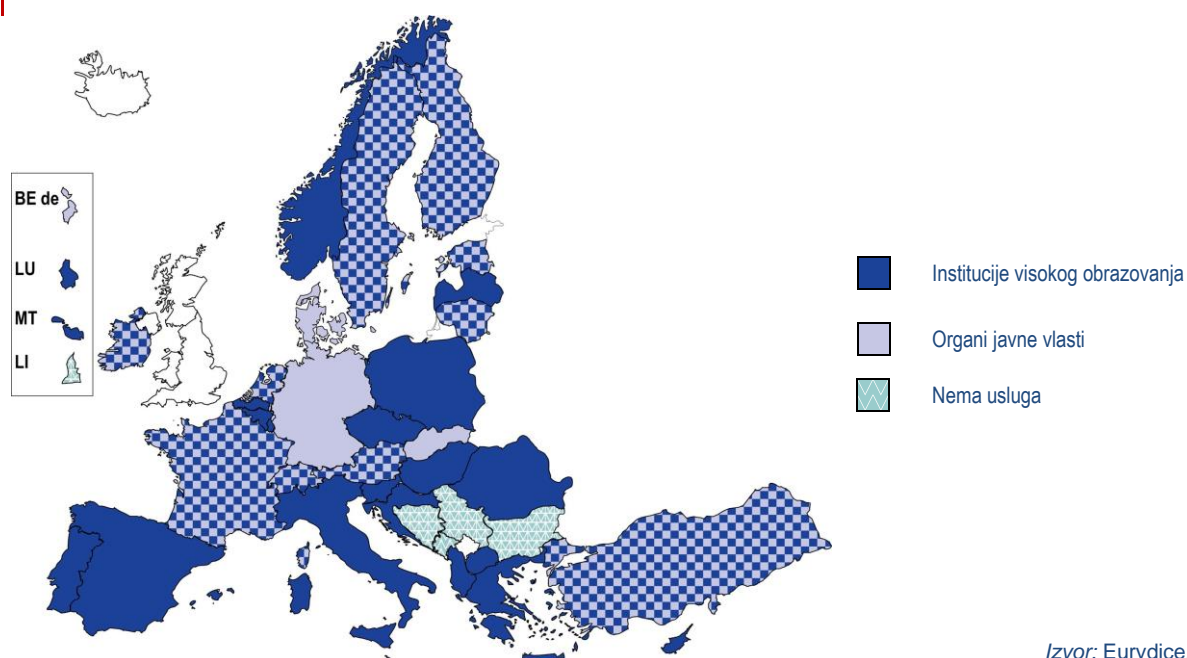 BE de
LU
MT
LI
Institucije visokog obrazovanja
Organi javne vlasti
Nema usluga
Izvor: Eurydice